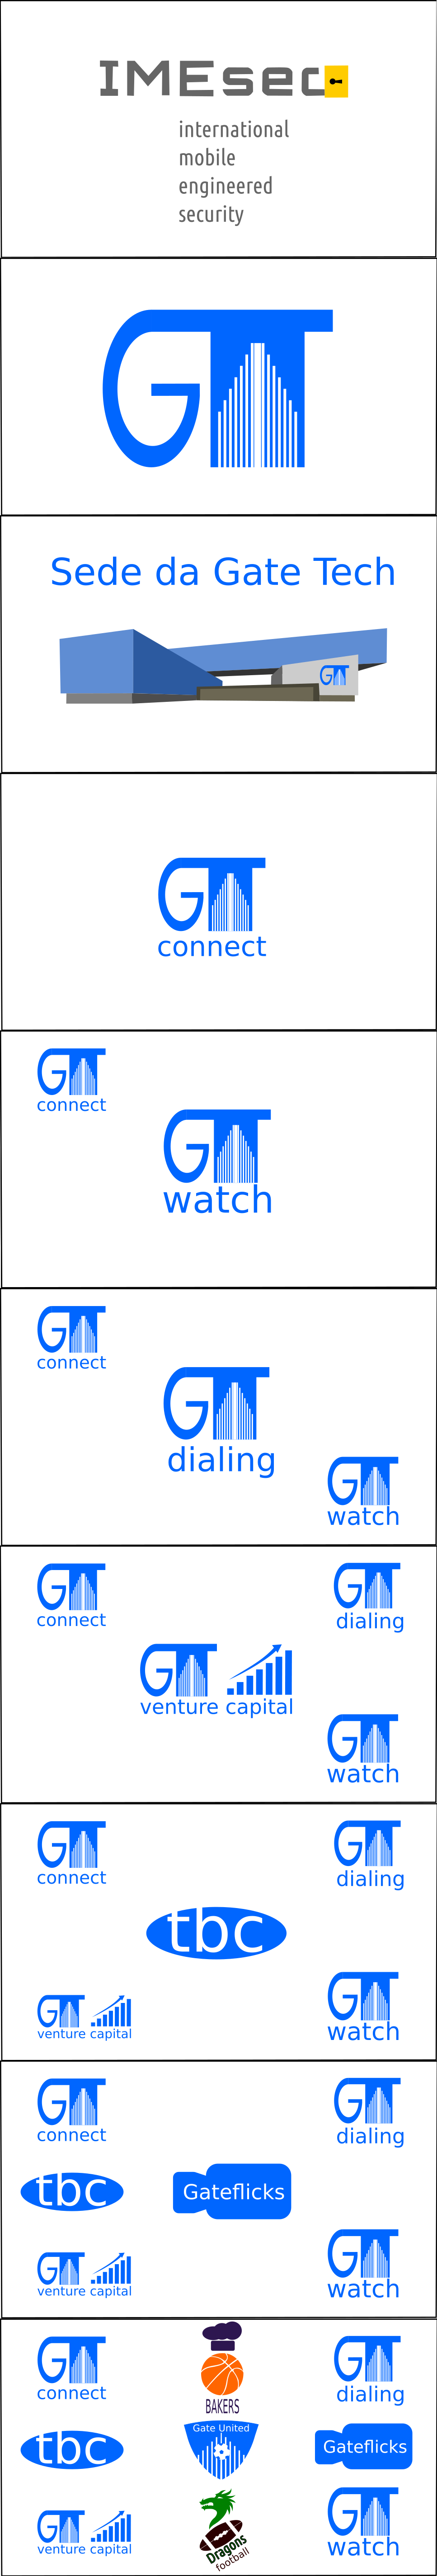 IMEsec
international
mobile
engineered
security
GT
Sede da Gate Tech
GT
GT
connect
GT
connect
GT
watch
GT
connect
GT
dialing
GT
watch
GT
connect
GT
dialing
GT
venture capital
GT
watch
GT
connect
GT
dialing
tbc
GT
venture capital
GT
watch
GT
connect
GT
dialing
tbc
Gateflicks
GT
venture capital
GT
watch
GT
connect
BAKERS
GT
dialing
tbc
Gate United
Gateflicks
GT
venture capital
Dragons
football
GT
watch